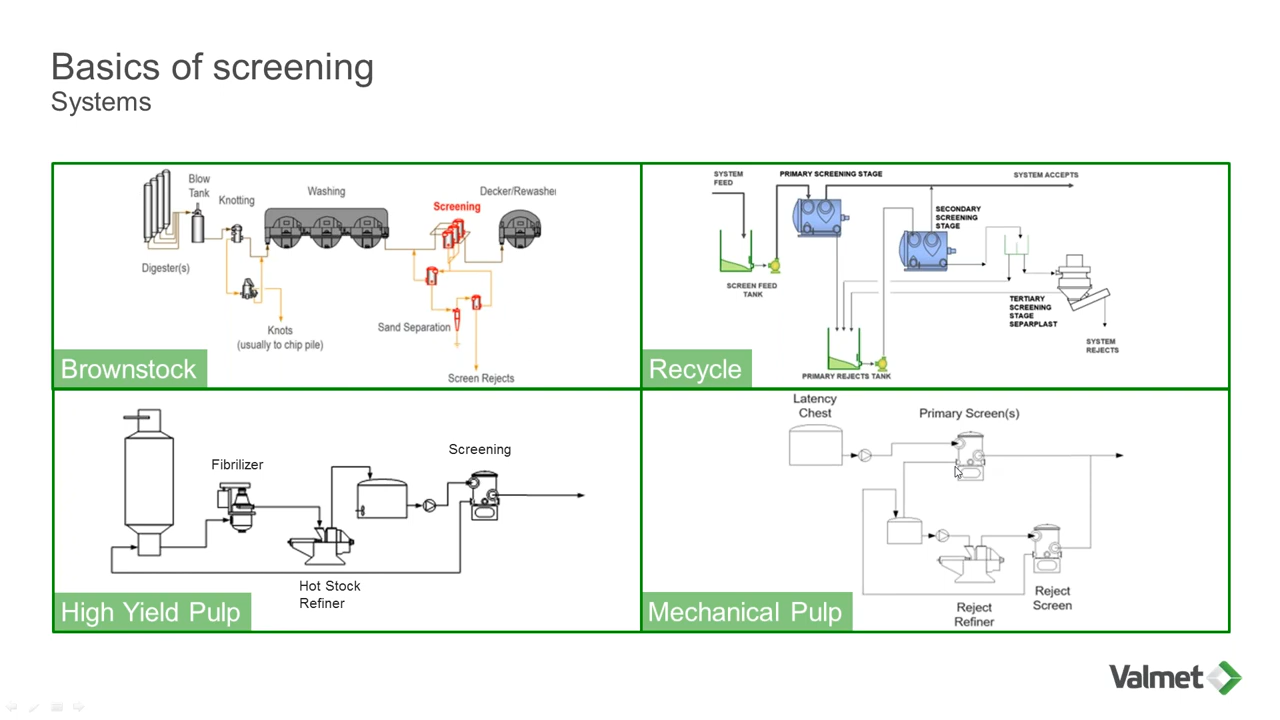 Basics of screening
Systems
Blow
Tank
Knotting
Washing
Screening
Decker/Rewasher
Digester(s)
Knots
(usually to chip pile)
Sand Separation
Screen Rejects
Brownstock
SYSTEM
FEED
PRIMARY SCREENING STAGE
SYSTEM ACCEPTS
SECONDARY
SCREENING
STAGE
SCREEN FEED
TANK
TERTIARY
SCREENING
STAGE
SEPARPLAST
SYSTEM
REJECTS
PRIMARY REJECTS TANK
Recycle
Fibrilizer
Screening
Hot Stock
Refiner
High Yield Pulp
Latency
Chest
Primary Screen(s)
Reject
Screen
Reject
Refiner
Mechanical Pulp
Valmet